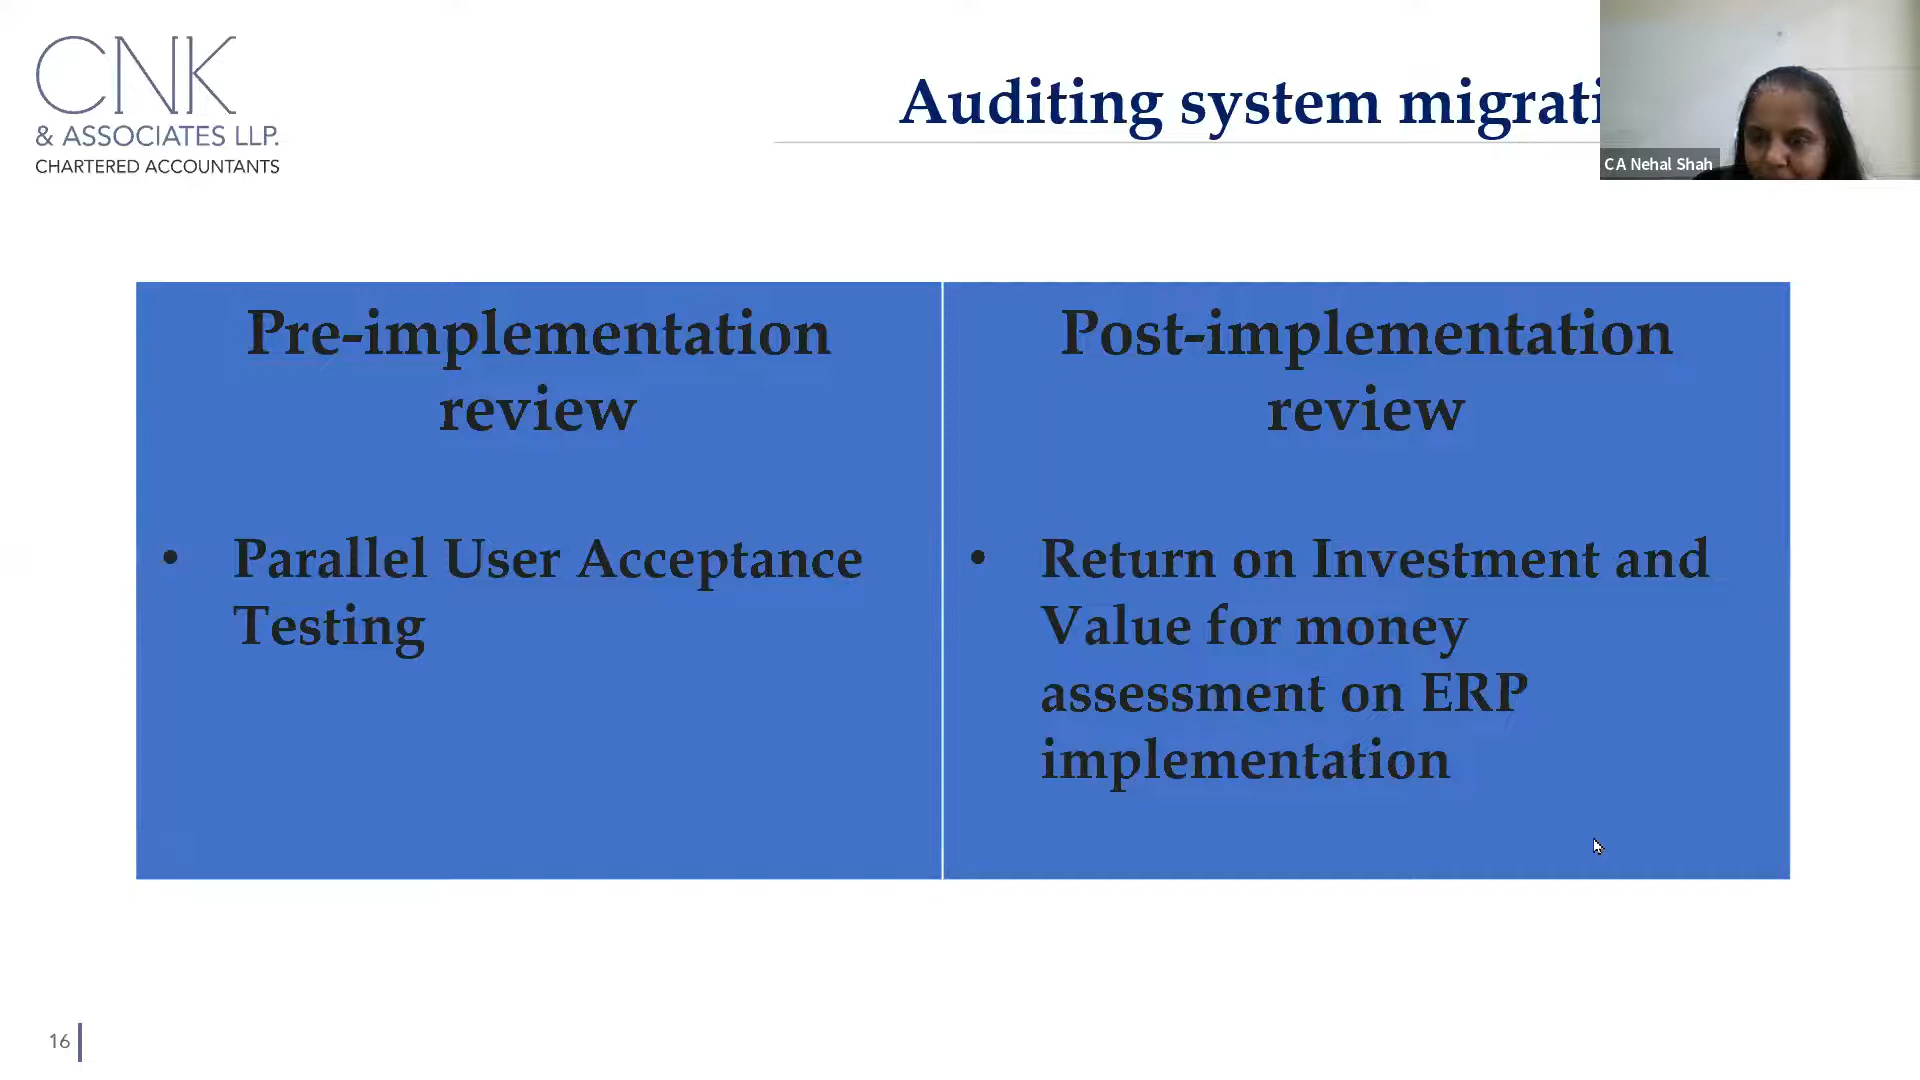 CNK
& ASSOCIATES LLP.
CHARTERED ACCOUNTANTS
Auditing system
CA Nehal Shah
Pre-implementation
review
• Parallel User Acceptance
Testing
Post-implementation
review
• Return on Investment and
Value for money
assessment on ERP
implementation
16